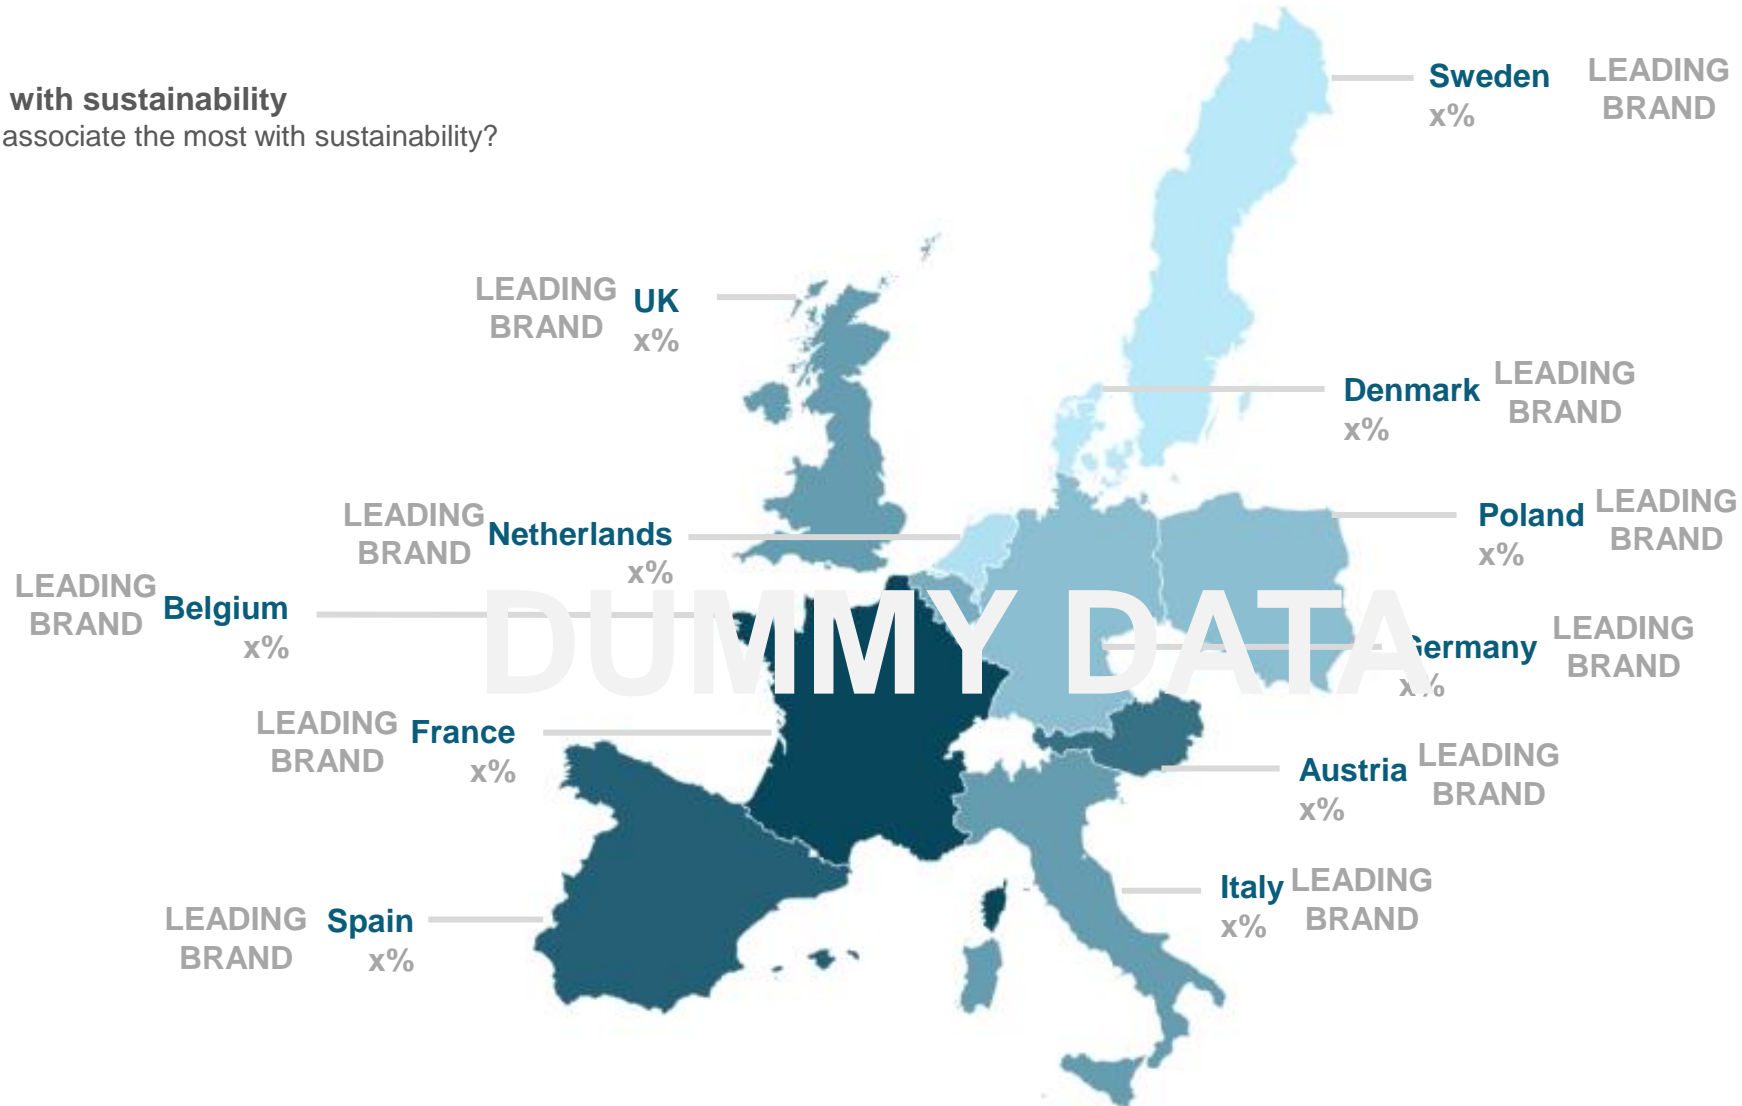 with sustainability
associate the most with sustainability?
Sweden
x%
LEADING
BRAND
LEADING
BRAND
UK
x%
Denmark
x%
LEADING
BRAND
LEADING
BRAND
Netherlands
x%
Poland
x%
LEADING
BRAND
LEADING
BRAND
Belgium
x%
DUMMY DATA
Germany
x%
LEADING
BRAND
LEADING
BRAND
France
x%
Austria
x%
LEADING
BRAND
Italy
x%
LEADING
BRAND
LEADING
BRAND
Spain
x%